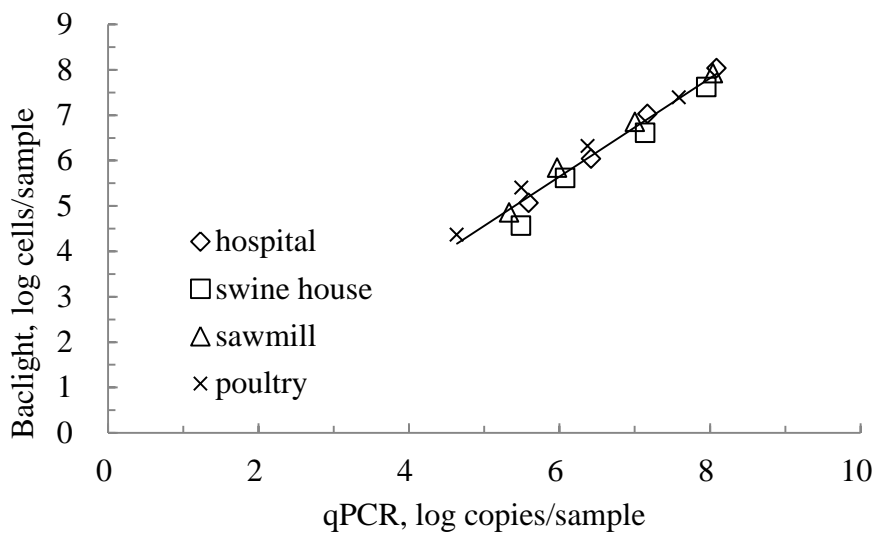 9
8
7
6
5
4
3
2
1
0
Baclight, log cells/sample
hospital
swine house
sawmill
poultry
0 2 4 6 8 10
qPCR, log copies/sample